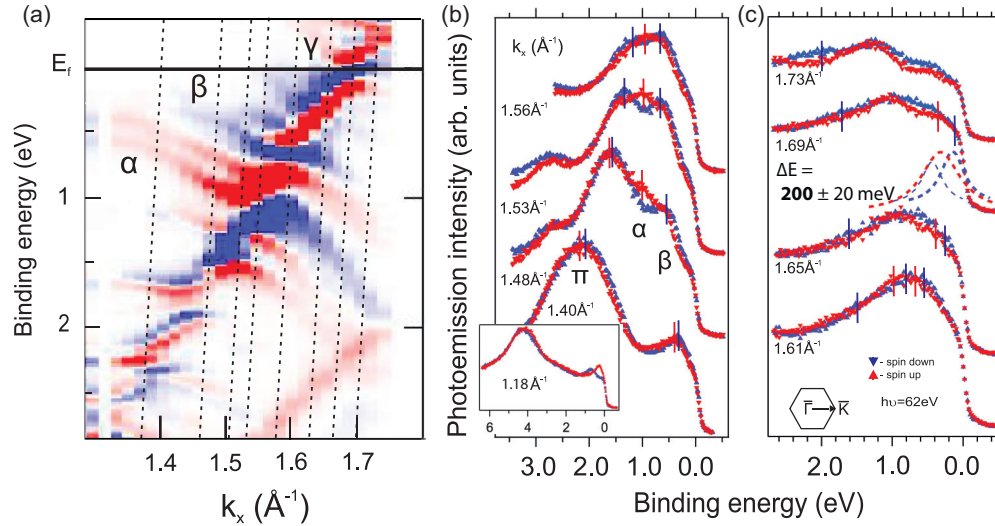 (a)
E_f
Binding energy (eV)
1
2
α
β
γ
1.4 1.5 1.6 1.7
k_x (Å⁻¹)
(b)
Photoemission intensity (arb. units)
k_x (Å⁻¹)
1.56Å⁻¹
1.53Å⁻¹
1.48Å⁻¹
1.40Å⁻¹
α
β
π
1.18Å⁻¹
6 4 2 0
3.0 2.0 1.0 0.0
(c)
1.73Å⁻¹
1.69Å⁻¹
ΔE =
200 ± 20 meV
1.65Å⁻¹
1.61Å⁻¹
- spin down
- spin up
hυ=62eV
Γ̅ K̅
2.0 1.0 0.0
Binding energy (eV)